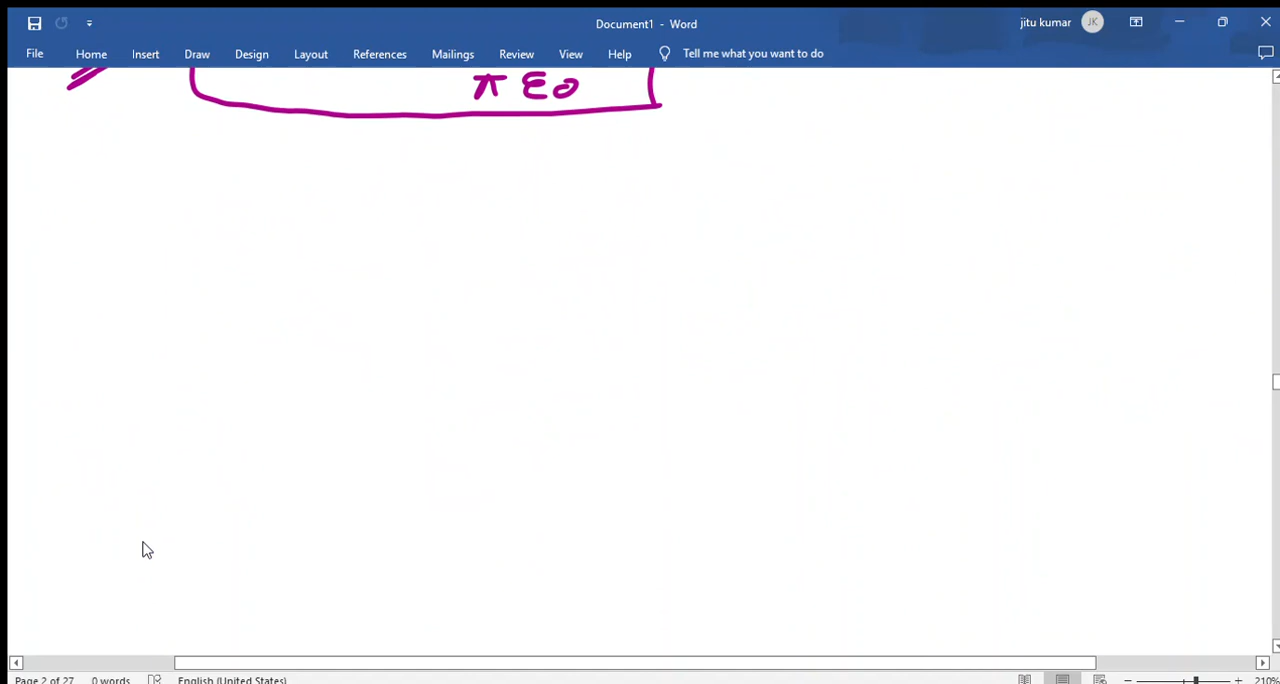 Document1 - Word
jitu kumar
JK
File Home Insert Draw Design Layout References Mailings Review View Help Tell me what you want to do
π ε0
Page 2 of 27 0 words English (United States) 210%